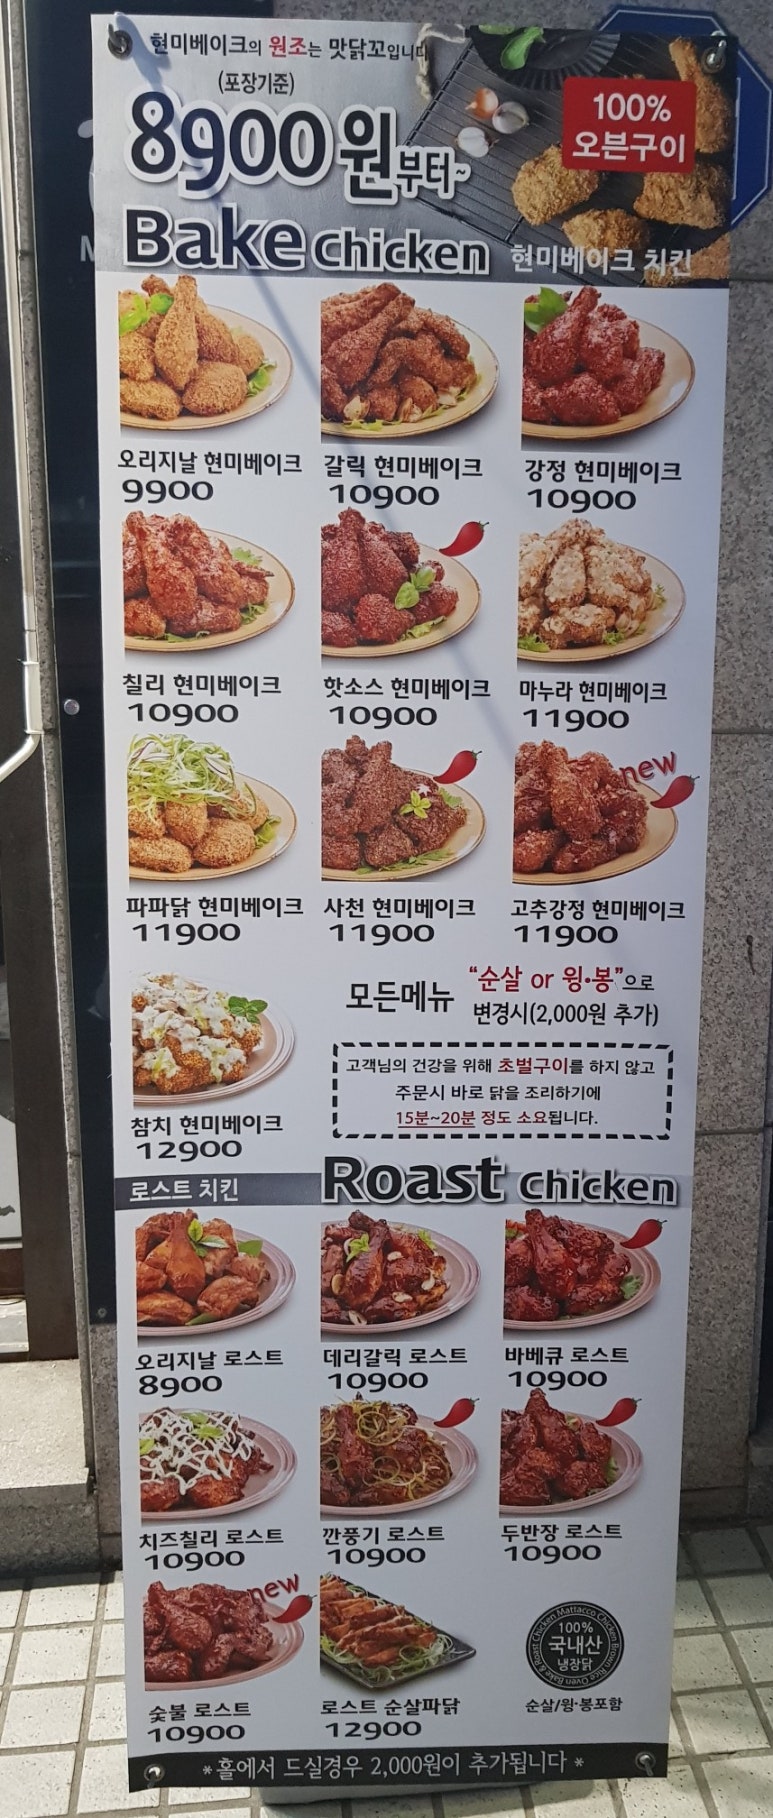 현미베이크의 원조는 맛닭꼬입니다
(포장기준)
8900원부터~
100%
오븐구이
Bake chicken 현미베이크 치킨
오리지날 현미베이크 갈릭 현미베이크 강정 현미베이크
9900 10900 10900
칠리 현미베이크 핫소스 현미베이크 마누라 현미베이크
10900 10900 11900
new
파파닭 현미베이크 사천 현미베이크 고추강정 현미베이크
11900 11900 11900
모든메뉴 "순살 or 윙•봉"으로
변경시(2,000원 추가)
고객님의 건강을 위해 초벌구이를 하지 않고
주문시 바로 닭을 조리하기에
15분~20분 정도 소요됩니다.
참치 현미베이크
12900
로스트 치킨 Roast chicken
오리지날 로스트 데리갈릭 로스트 바베큐 로스트
8900 10900 10900
치즈칠리 로스트 깐풍기 로스트 두반장 로스트
10900 10900 10900
new
숯불 로스트 로스트 순살파닭
10900 12900
Bake & Roast Chicken Mattacco Chicken Brown Rice Oven
100%
국내산
냉장닭
순살/윙·봉포함
*홀에서 드실경우 2,000원이 추가됩니다*